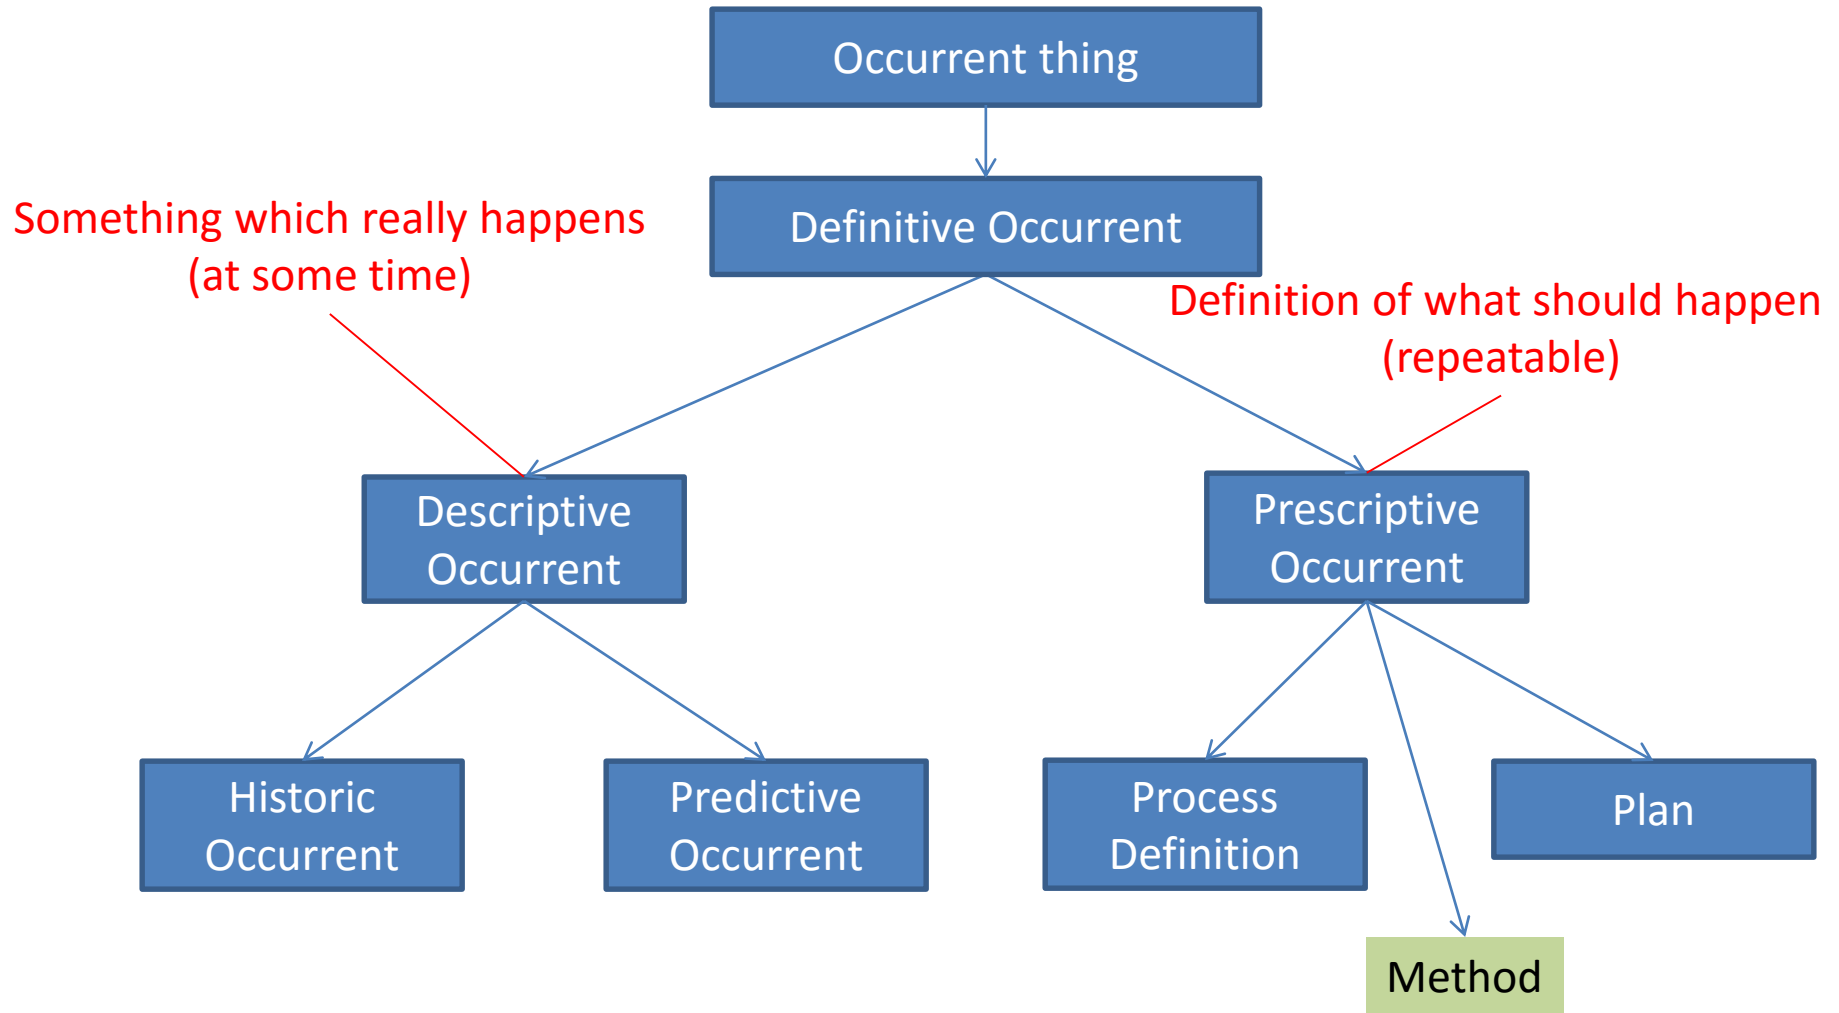 Occurrent thing
Definitive Occurrent
Something which really happens
(at some time)
Definition of what should happen
(repeatable)
Descriptive
Occurrent
Prescriptive
Occurrent
Historic
Occurrent
Predictive
Occurrent
Process
Definition
Plan
Method